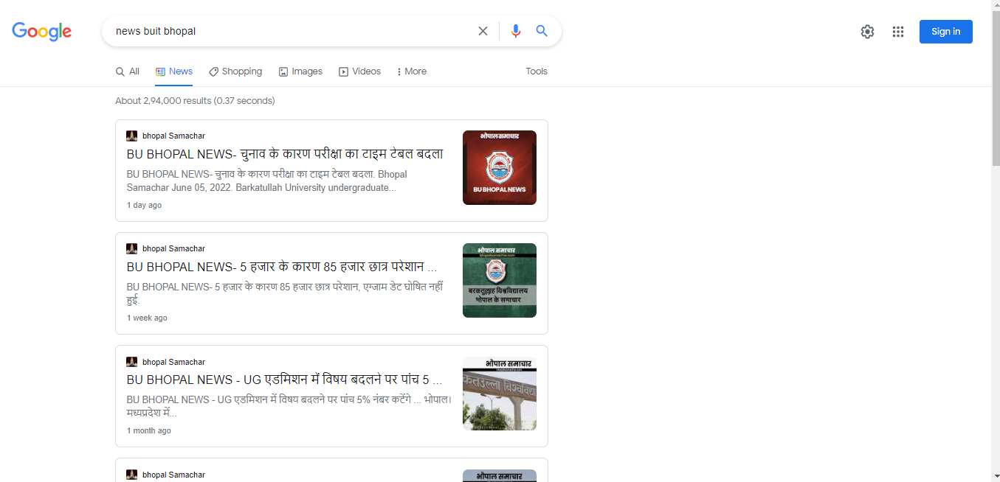 Google
news buit bhopal
Sign in
All
News
Shopping
Images
Videos
More
Tools
About 2,94,000 results (0.37 seconds)
bhopal Samachar
BU BHOPAL NEWS- चुनाव के कारण परीक्षा का टाइम टेबल बदला
BU BHOPAL NEWS- चुनाव के कारण परीक्षा का टाइम टेबल बदला. Bhopal
Samachar June 05, 2022. Barkatullah University undergraduate...
1 day ago
भोपाल समाचार
BU BHOPAL NEWS
bhopal Samachar
BU BHOPAL NEWS- 5 हजार के कारण 85 हजार छात्र परेशान ...
BU BHOPAL NEWS- 5 हजार के कारण 85 हजार छात्र परेशान, एग्जाम डेट घोषित नहीं
हुई.
1 week ago
भोपाल समाचार
bhopalsamachar.com
बरकतुल्लाह विश्वविद्यालय
भोपाल के समाचार
bhopal Samachar
BU BHOPAL NEWS - UG एडमिशन में विषय बदलने पर पांच 5 ...
BU BHOPAL NEWS - UG एडमिशन में विषय बदलने पर पांच 5% नंबर कटेंगे ... भोपाल।
मध्यप्रदेश में...
1 month ago
भोपाल समाचार
bhopalsamachar.com
कतउल्ला विश्वविद्या
bhopal Samachar
भोपाल समाचार